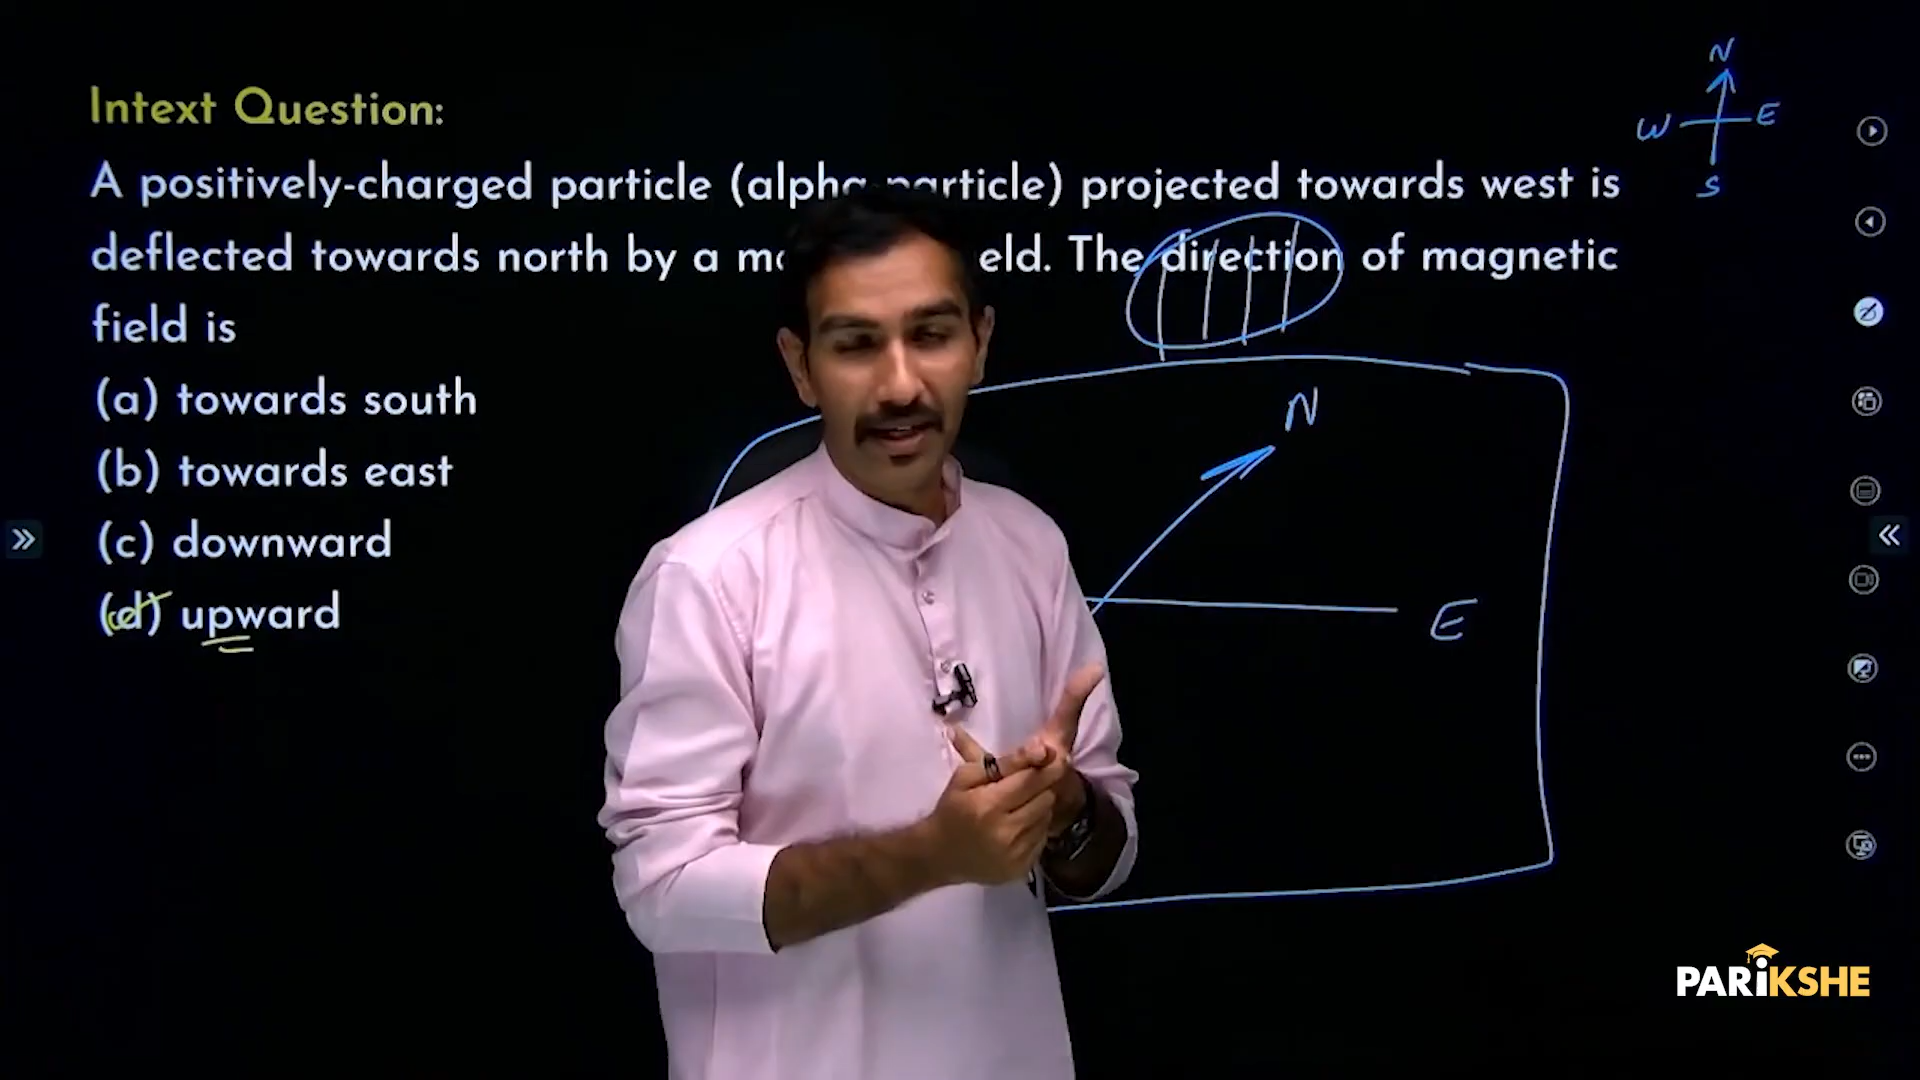 Intext Question:
A positively-charged particle (alpha particle) projected towards west is
deflected towards north by a eld. The direction of magnetic
field is
(a) towards south
(b) towards east
(c) downward
(d) upward
N
W E
S
N
E
PARiKSHE